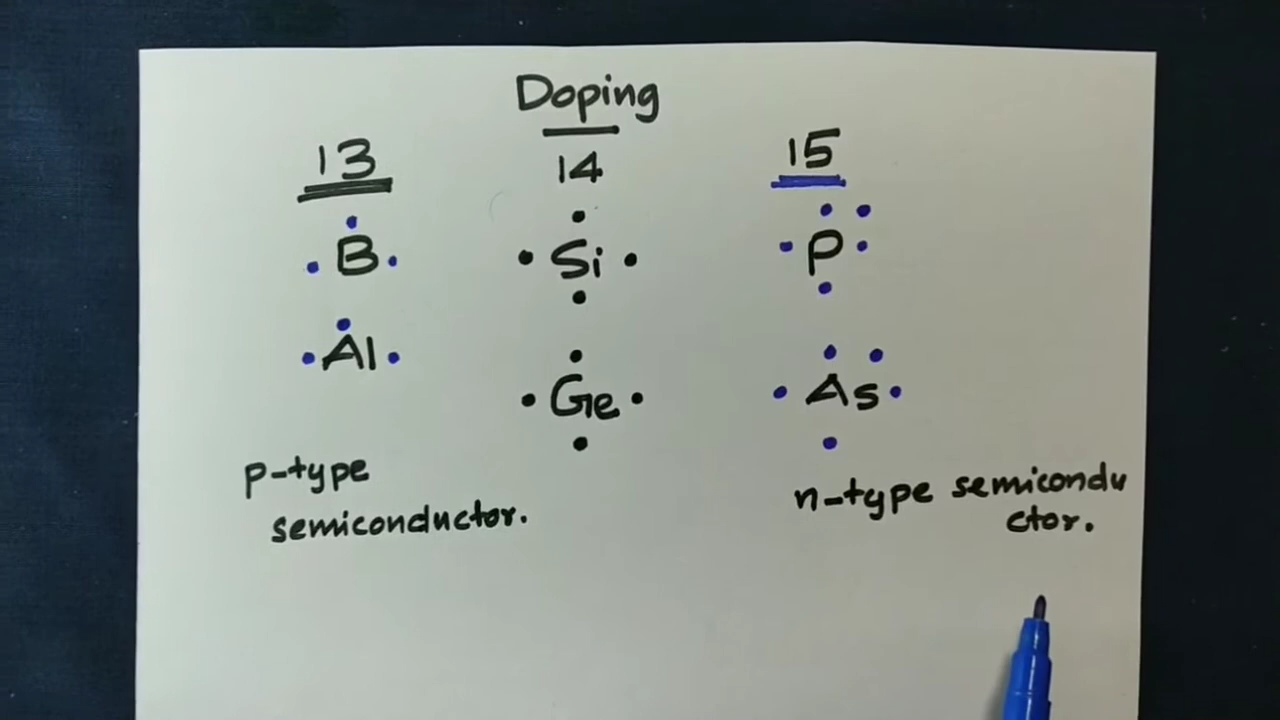 Doping
13 14 15
B Si P
Al Ge As
p-type
semiconductor.
n-type semicondu
ctor.